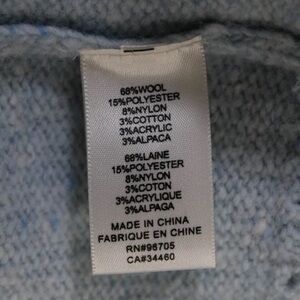 68%WOOL
15%POLYESTER
8%NYLON
3%COTTON
3%ACRYLIC
3%ALPACA
68%LAINE
15%POLYESTER
8%NYLON
3%COTON
3%ACRYLIQUE
3%ALPAGA
MADE IN CHINA
FABRIQUE EN CHINE
RN#96705
CA#34460